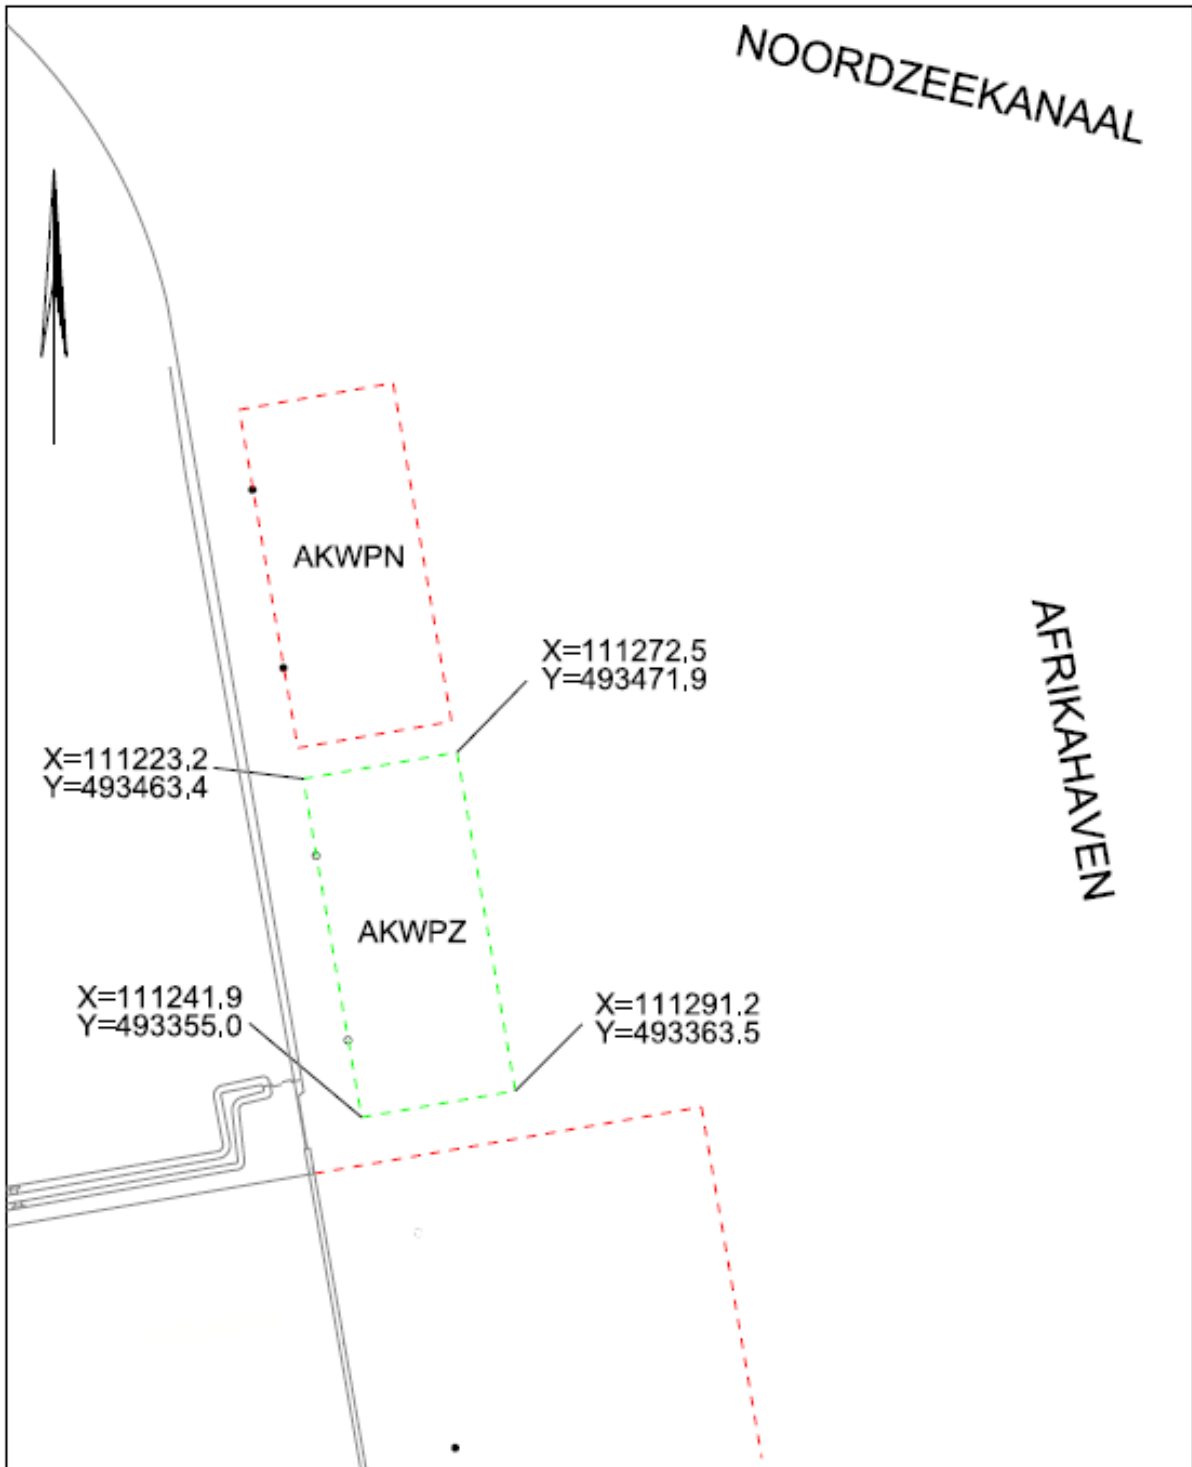 NOORDZEEKANAAL
AKWPN
AFRIKAHAVEN
X=111272,5
Y=493471,9
X=111223,2
Y=493463,4
AKWPZ
X=111241,9
Y=493355,0
X=111291,2
Y=493363,5